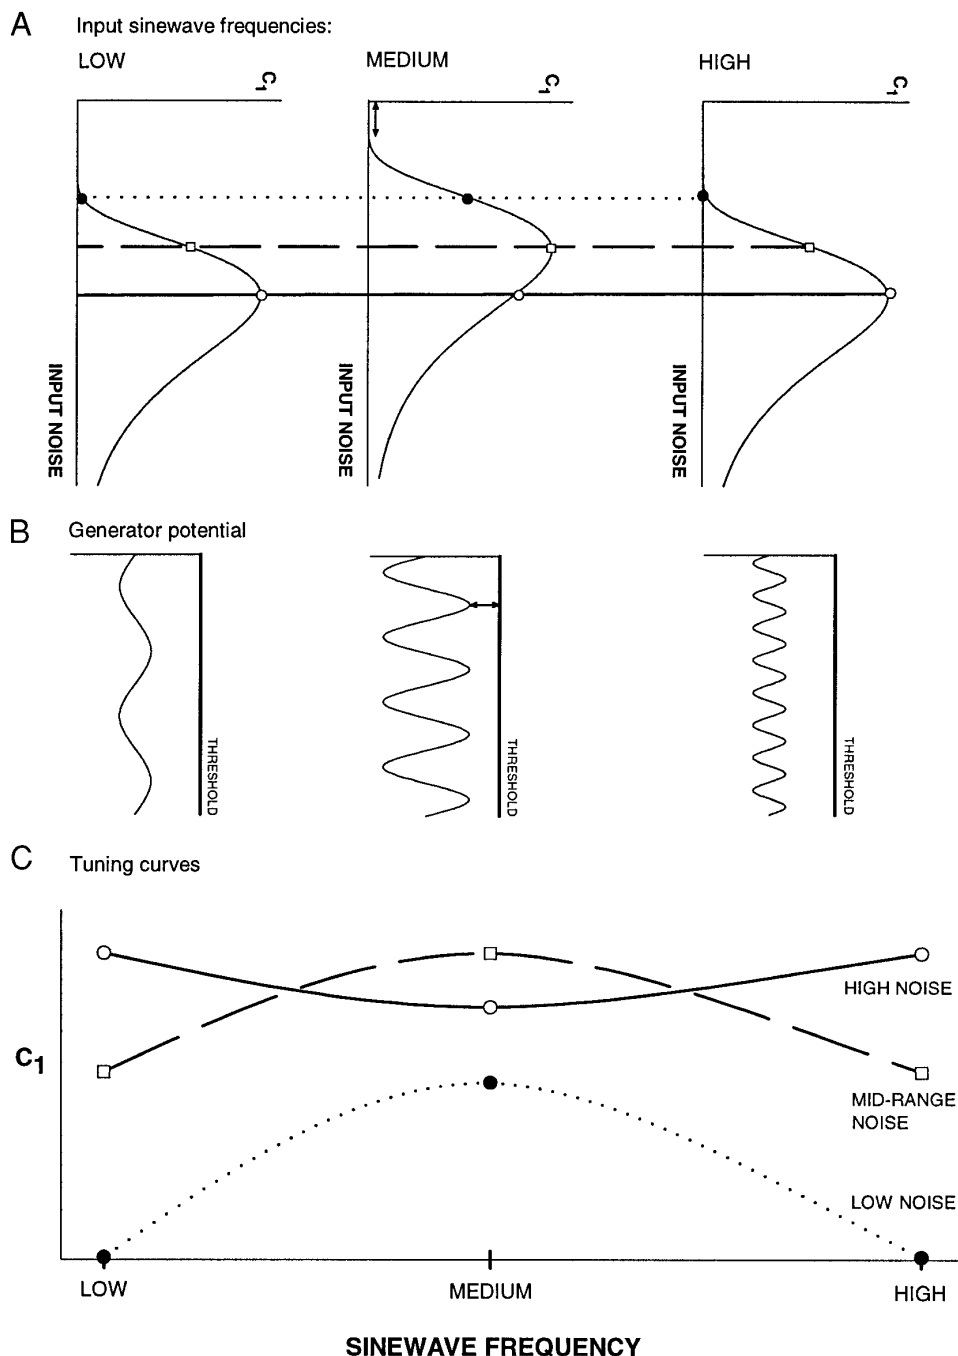 A Input sinewave frequencies:
LOW MEDIUM HIGH
C1 C1 C1
INPUT NOISE INPUT NOISE INPUT NOISE
B Generator potential
THRESHOLD THRESHOLD THRESHOLD
C Tuning curves
HIGH NOISE
C1
MID-RANGE
NOISE
LOW NOISE
LOW MEDIUM HIGH
SINEWAVE FREQUENCY